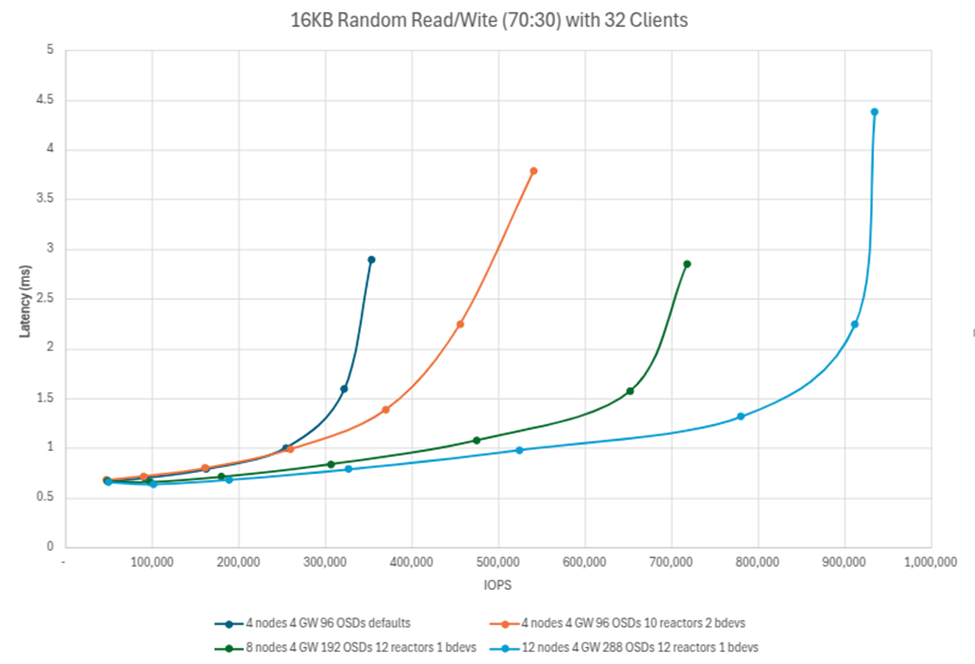 16KB Random Read/Wite (70:30) with 32 Clients
5
4.5
4
3.5
3
2.5
2
1.5
1
0.5
0
Latency (ms)
- 100,000 200,000 300,000 400,000 500,000 600,000 700,000 800,000 900,000 1,000,000
IOPS
4 nodes 4 GW 96 OSDs defaults 4 nodes 4 GW 96 OSDs 10 reactors 2 bdevs
8 nodes 4 GW 192 OSDs 12 reactors 1 bdevs 12 nodes 4 GW 288 OSDs 12 reactors 1 bdevs